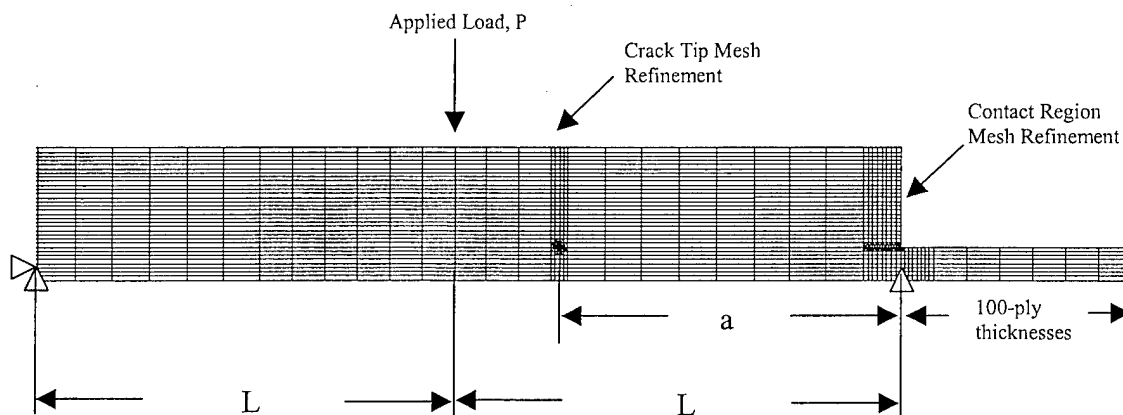 Applied Load, P
Crack Tip Mesh
Refinement
Contact Region
Mesh Refinement
a
100-ply
thicknesses
L
L